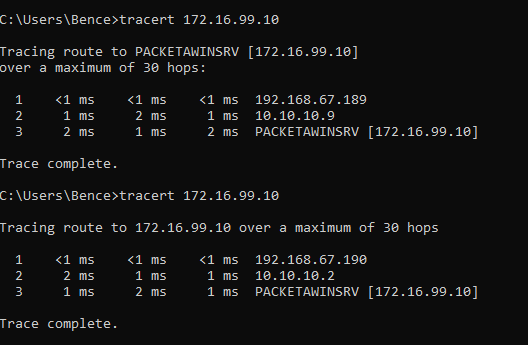 C:\Users\Bence>tracert 172.16.99.10
Tracing route to PACKETAWINSRV [172.16.99.10]
over a maximum of 30 hops:
1 <1 ms <1 ms <1 ms 192.168.67.189
2 1 ms 2 ms 1 ms 10.10.10.9
3 2 ms 1 ms 2 ms PACKETAWINSRV [172.16.99.10]
Trace complete.
C:\Users\Bence>tracert 172.16.99.10
Tracing route to 172.16.99.10 over a maximum of 30 hops
1 <1 ms <1 ms <1 ms 192.168.67.190
2 2 ms 1 ms 1 ms 10.10.10.2
3 1 ms 2 ms 1 ms PACKETAWINSRV [172.16.99.10]
Trace complete.